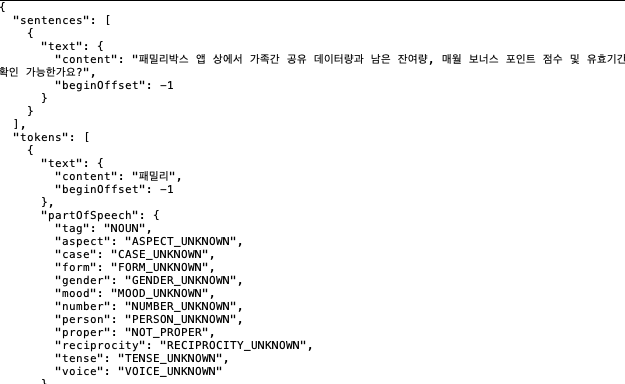 {
"sentences": [
{
"text": {
"content": "패밀리박스 앱 상에서 가족간 공유 데이터량과 남은 잔여량, 매월 보너스 포인트 점수 및 유효기간
확인 가능한가요?",
"beginOffset": -1
}
}
],
"tokens": [
{
"text": {
"content": "패밀리",
"beginOffset": -1
},
"partOfSpeech": {
"tag": "NOUN",
"aspect": "ASPECT_UNKNOWN",
"case": "CASE_UNKNOWN",
"form": "FORM_UNKNOWN",
"gender": "GENDER_UNKNOWN",
"mood": "MOOD_UNKNOWN",
"number": "NUMBER_UNKNOWN",
"person": "PERSON_UNKNOWN",
"proper": "NOT_PROPER",
"reciprocity": "RECIPROCITY_UNKNOWN",
"tense": "TENSE_UNKNOWN",
"voice": "VOICE_UNKNOWN"
}